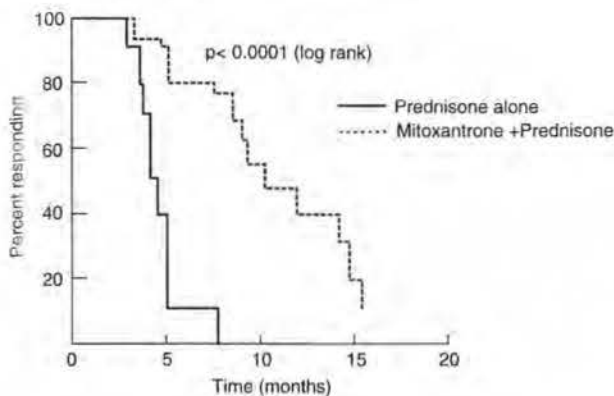 100
80
60
40
20
Percent responding
p< 0.0001 (log rank)
Prednisone alone
Mitoxantrone +Prednisone
0
5
10
15
20
Time (months)